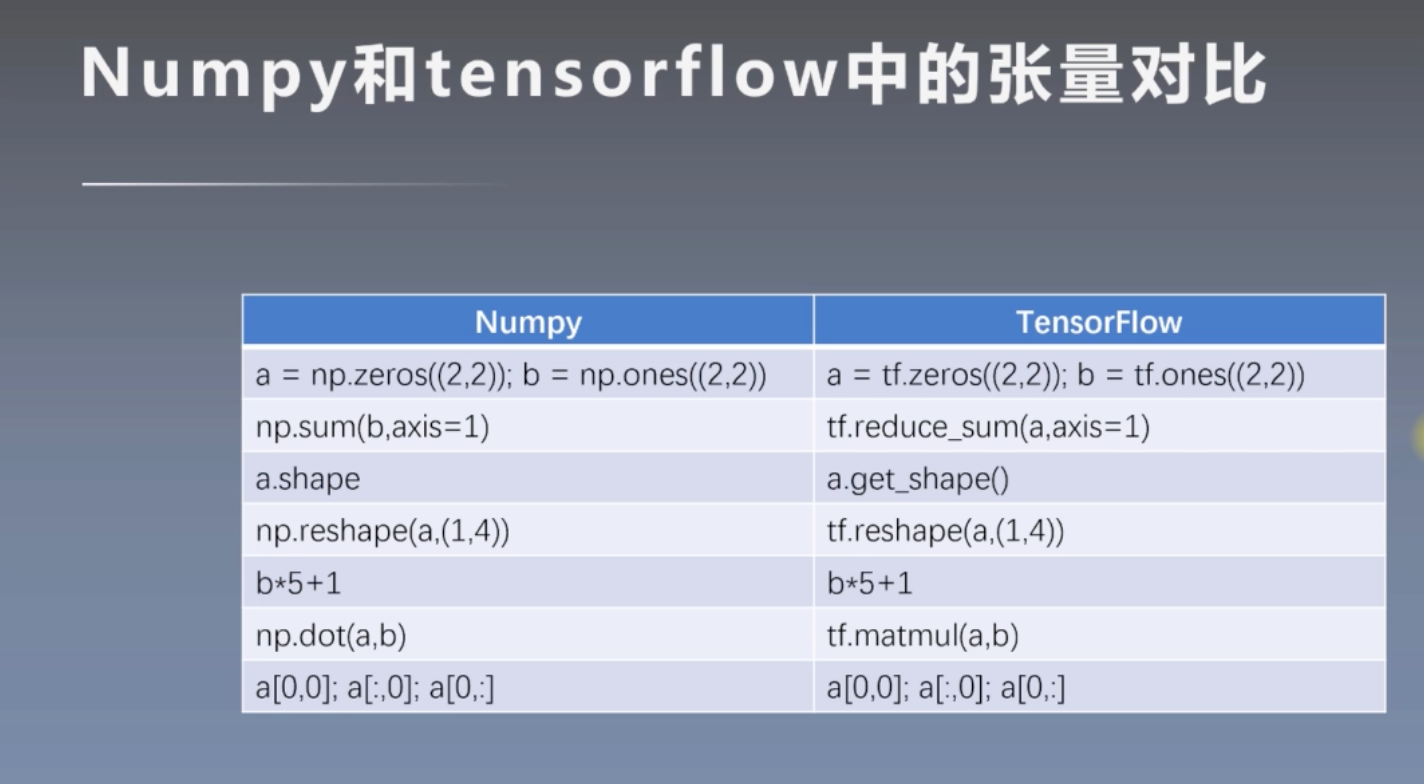 Numpy和tensorflow中的张量对比
Numpy TensorFlow
a = np.zeros((2,2)); b = np.ones((2,2)) a = tf.zeros((2,2)); b = tf.ones((2,2))
np.sum(b,axis=1) tf.reduce_sum(a,axis=1)
a.shape a.get_shape()
np.reshape(a,(1,4)) tf.reshape(a,(1,4))
b*5+1 b*5+1
np.dot(a,b) tf.matmul(a,b)
a[0,0]; a[:,0]; a[0,:] a[0,0]; a[:,0]; a[0,:]